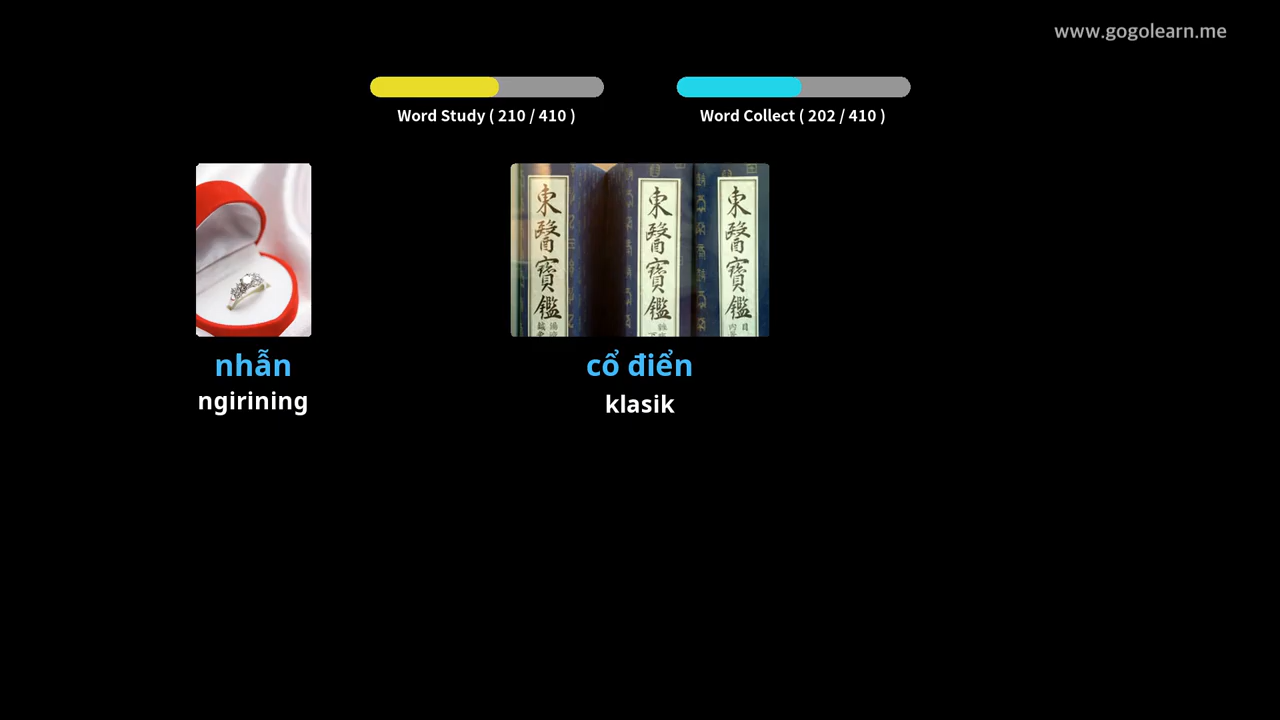 www.gogolearn.me
Word Study ( 210 / 410 )
Word Collect ( 202 / 410 )
東醫寶鑑
東醫寶鑑
東醫寶鑑
nhẫn
cổ điển
ngirining
klasik